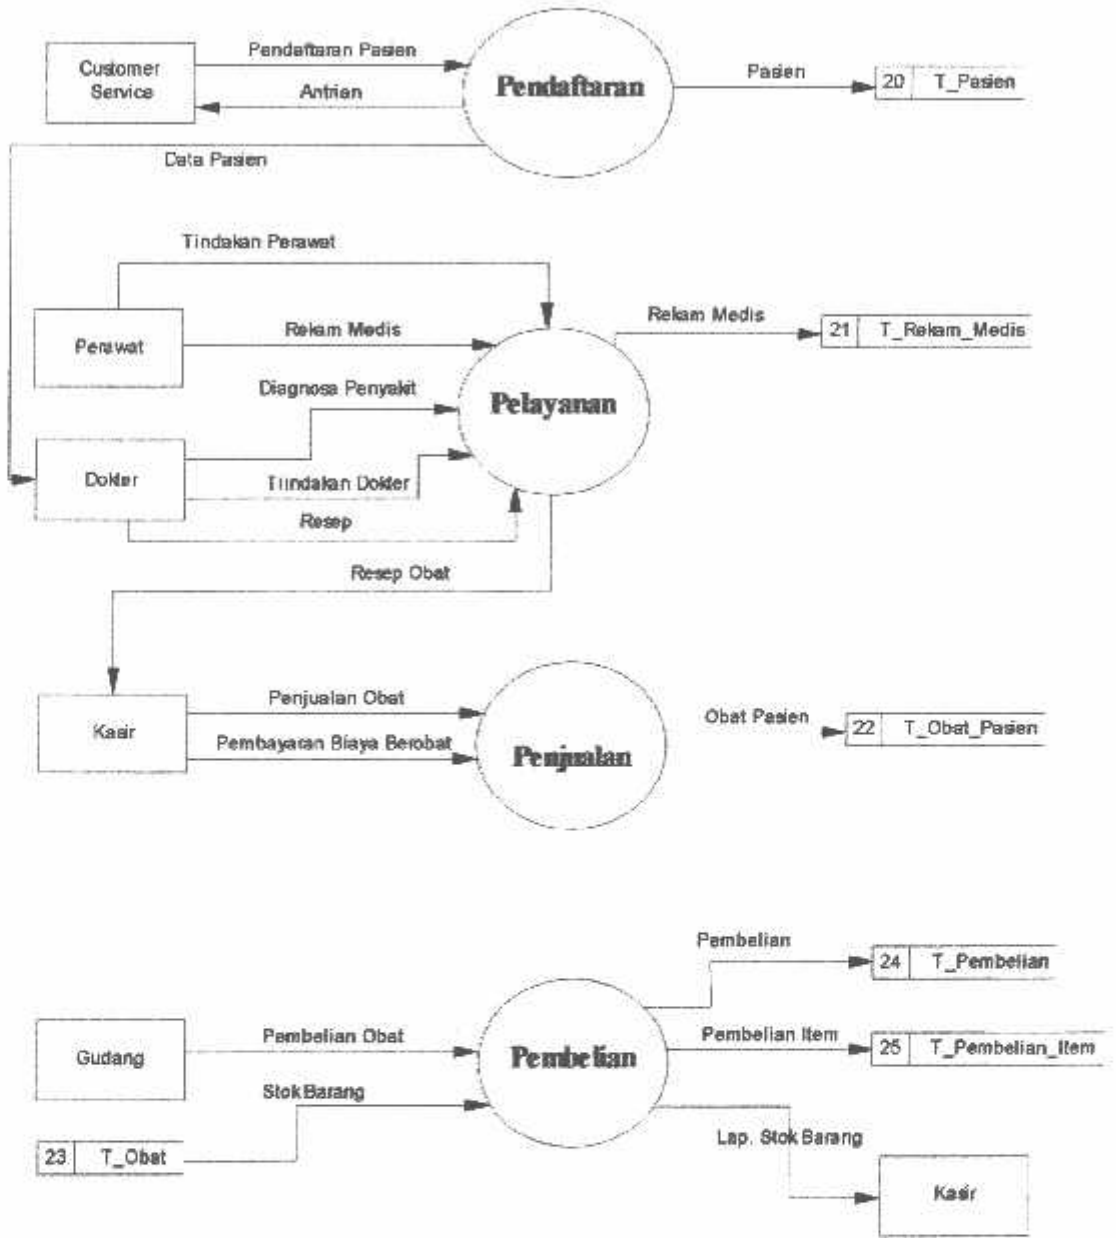 Pendaftaran Pasien
Customer
Service
Antrian
Pendaftaran
Pasien
20 T_Pasien
Data Pasien
Tindakan Perawat
Perawat
Rekam Medis
Rekam Medis
21 T_Rekam_Medis
Diagnosa Penyakit
Pelayanan
Dokter
Tiindakan Dokter
Resep
Resep Obat
Kasir
Penjualan Obat
Pembayaran Biaya Berobat
Penjualan
Obat Pasien
22 T_Obat_Pasien
Pembelian
24 T_Pembelian
Gudang
Pembelian Obat
Pembelian
Pembelian Item
25 T_Pembelian_Item
Stok Barang
23 T_Obat
Lap. Stok Barang
Kasir